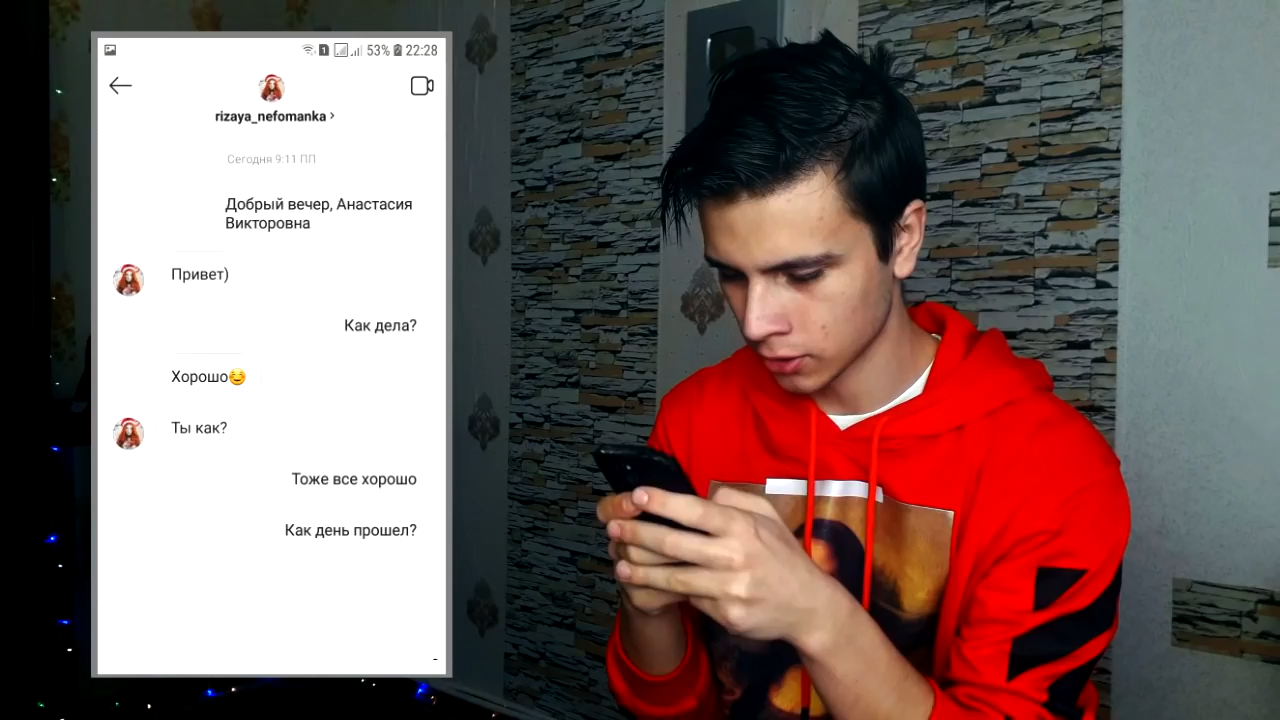 1 53% 22:28
rizaya_nefomanka
Сегодня 9:11 ПП
Добрый вечер, Анастасия
Викторовна
Привет)
Как дела?
Хорошо☺️
Ты как?
Тоже все хорошо
Как день прошел?